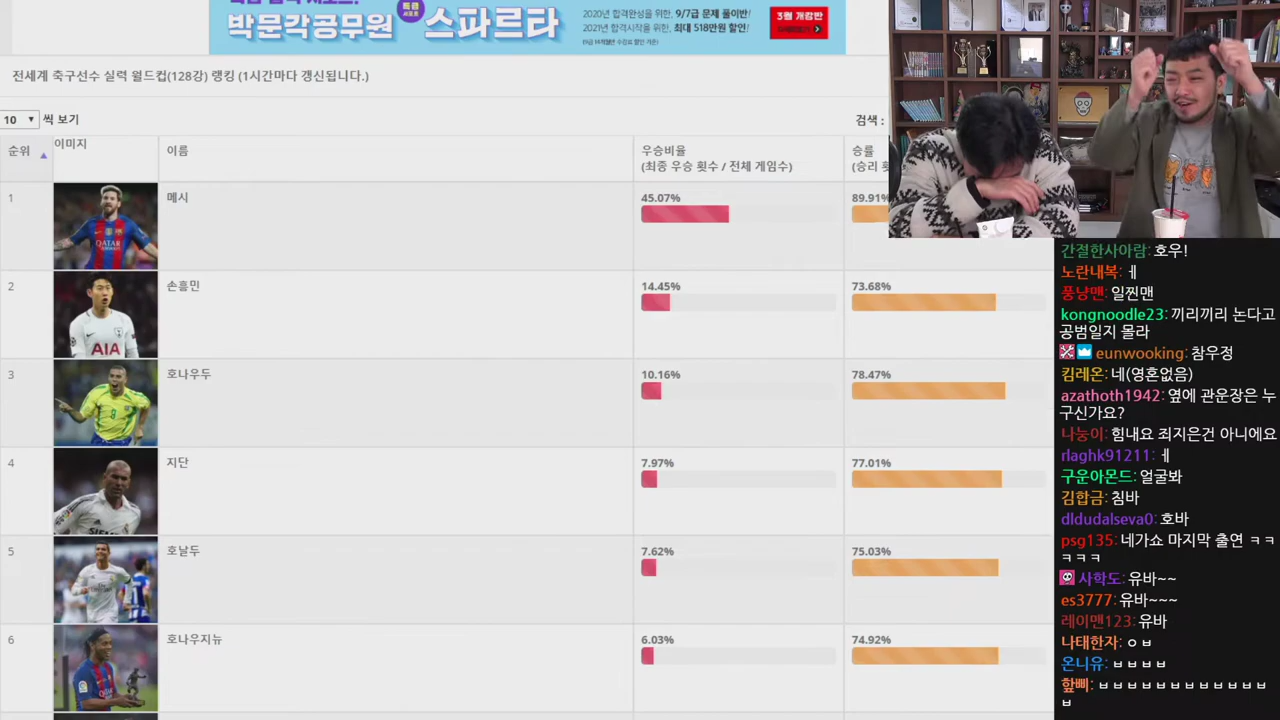 박문각공무원
특급
스파르타
2020년 합격완성을 위한, 9/7급 문제 풀이반!
2021년 합격시작을 위한, 최대 518만원 할인!
3월 개강반
전세계 축구선수 실력 월드컵(128강) 랭킹 (1시간마다 갱신됩니다.)
10 ▼ 씩 보기
검색 :
순위 ▲
이미지
이름
우승비율
(최종 우승 횟수 / 전체 게임수)
승률
(승리 횟
1
메시
45.07%
89.91%
2
손흥민
14.45%
73.68%
3
호나우두
10.16%
78.47%
4
지단
7.97%
77.01%
5
호날두
7.62%
75.03%
6
호나우지뉴
6.03%
74.92%
QATAR
AIA
간절한사아람: 호우!
노란내복: ㅔ
풍냥맨: 일찐맨
kongnoodle23: 끼리끼리 논다고
공범일지 몰라
eunwooking: 참우정
킴레온: 네(영혼없음)
azathoth1942: 옆에 관운장은 누
구신가요?
나눙이: 힘내요 죄지은건 아니에요
rlaghk91211: ㅔ
구운아몬드: 얼굴봐
김합금: 침바
dldudalseva0: 호바
psg135: 네가쇼 마지막 출연 ㅋㅋ
ㅋㅋㅋ
사학도: 유바~~
es3777: 유바~~~
레이맨123: 유바
나태한자: ㅇㅂ
온니유: ㅂㅂㅂㅂ
핲삐: ㅂㅂㅂㅂㅂㅂㅂㅂㅂㅂㅂㅂ
ㅂ